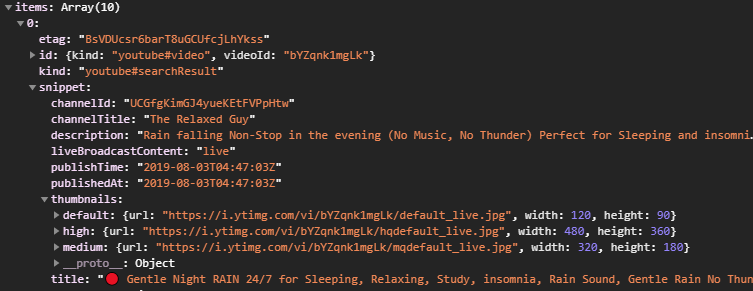 ▼ items: Array(10)
▼ 0:
etag: "BsVDUcsr6barT8uGCUfcjLhYkss"
▶ id: {kind: "youtube#video", videoId: "bYZqnk1mgLk"}
kind: "youtube#searchResult"
▼ snippet:
channelId: "UCGfgKimGJ4yueKEtFVPpHtw"
channelTitle: "The Relaxed Guy"
description: "Rain falling Non-Stop in the evening (No Music, No Thunder) Perfect for Sleeping and insomni…
liveBroadcastContent: "live"
publishTime: "2019-08-03T04:47:03Z"
publishedAt: "2019-08-03T04:47:03Z"
▼ thumbnails:
▶ default: {url: "https://i.ytimg.com/vi/bYZqnk1mgLk/default_live.jpg", width: 120, height: 90}
▶ high: {url: "https://i.ytimg.com/vi/bYZqnk1mgLk/hqdefault_live.jpg", width: 480, height: 360}
▶ medium: {url: "https://i.ytimg.com/vi/bYZqnk1mgLk/mqdefault_live.jpg", width: 320, height: 180}
▶ __proto__: Object
title: "🔴 Gentle Night RAIN 24/7 for Sleeping, Relaxing, Study, insomnia, Rain Sound, Gentle Rain No Thun